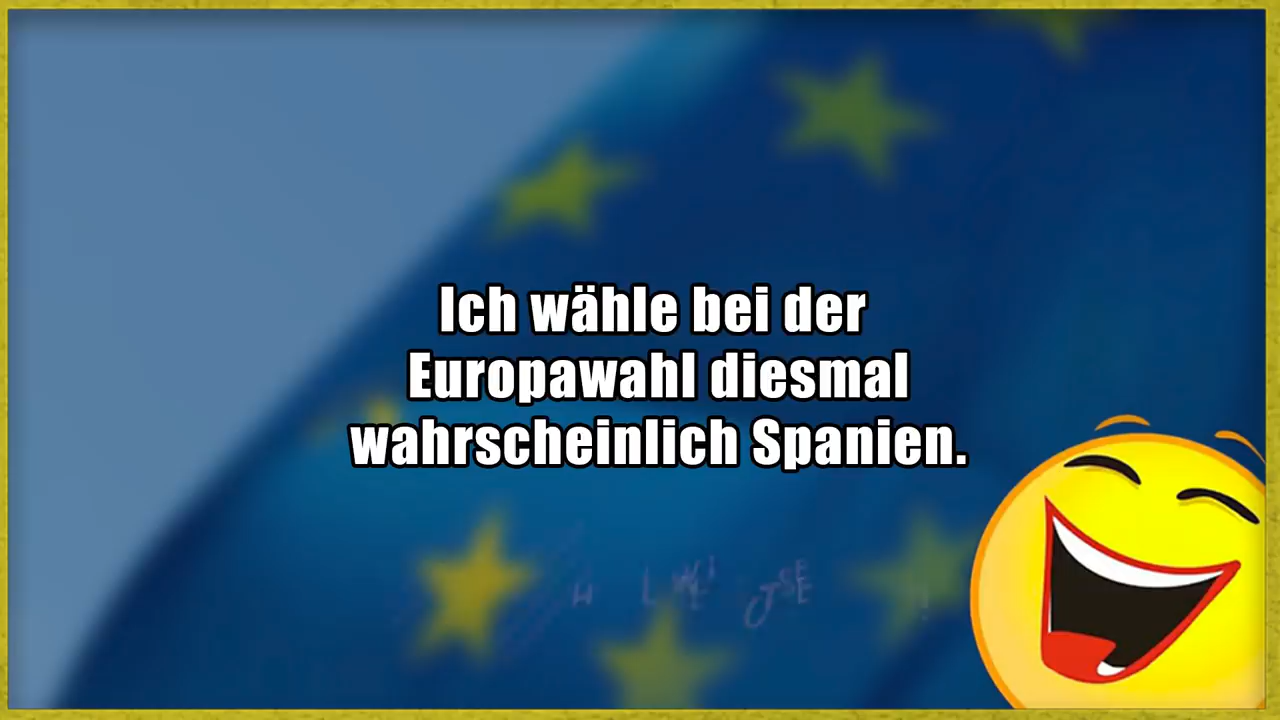 Ich wähle bei der
Europawahl diesmal
wahrscheinlich Spanien.